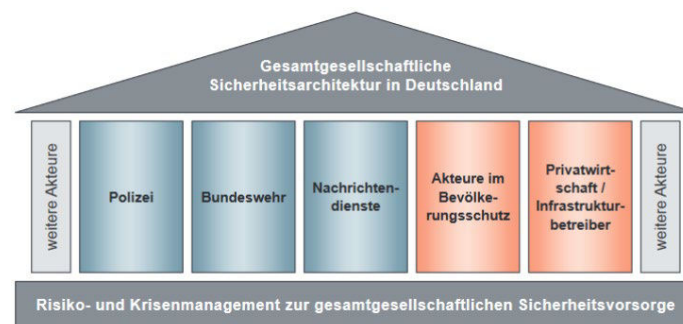 Gesamtgesellschaftliche
Sicherheitsarchitektur in Deutschland
weitere Akteure
Polizei
Bundeswehr
Nachrichten-
dienste
Akteure im
Bevölke-
rungsschutz
Privatwirt-
schaft /
Infrastruktur-
betreiber
weitere Akteure
Risiko- und Krisenmanagement zur gesamtgesellschaftlichen Sicherheitsvorsorge